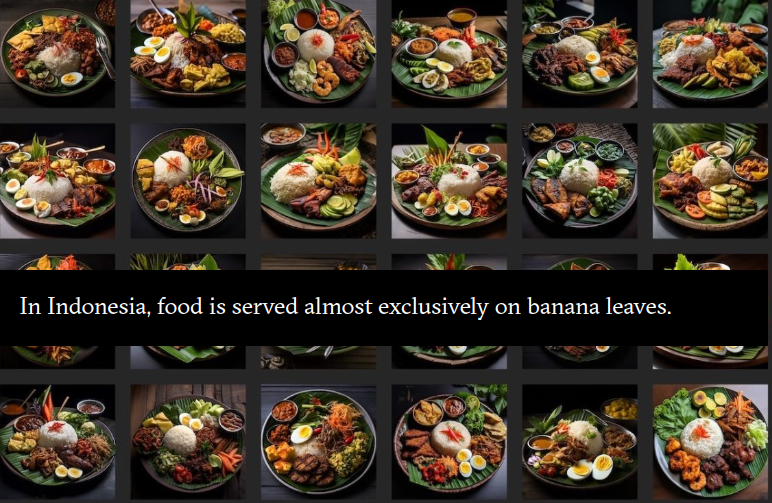 In Indonesia, food is served almost exclusively on banana leaves.